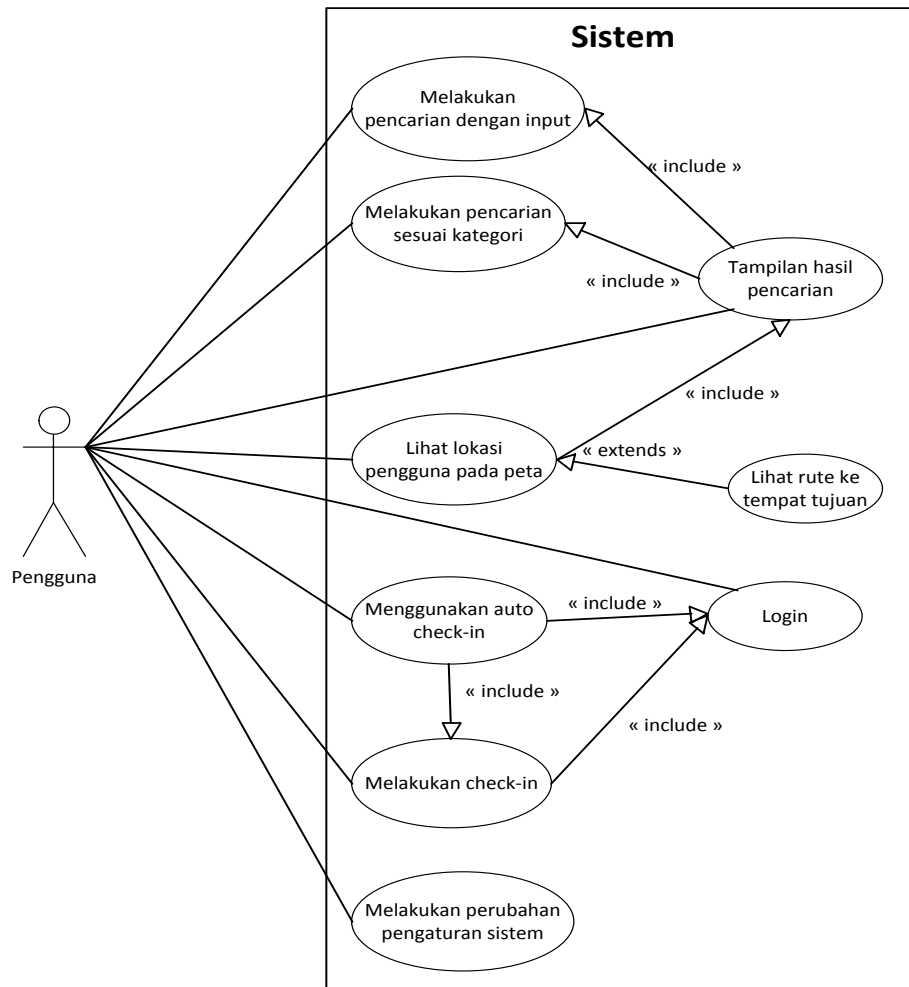 Sistem
Melakukan
pencarian dengan input
« include »
Melakukan pencarian
sesuai kategori
« include »
Tampilan hasil
pencarian
« include »
Lihat lokasi
pengguna pada peta
« extends »
Lihat rute ke
tempat tujuan
Pengguna
Menggunakan auto
check-in
« include »
Login
« include »
« include »
Melakukan check-in
Melakukan perubahan
pengaturan sistem